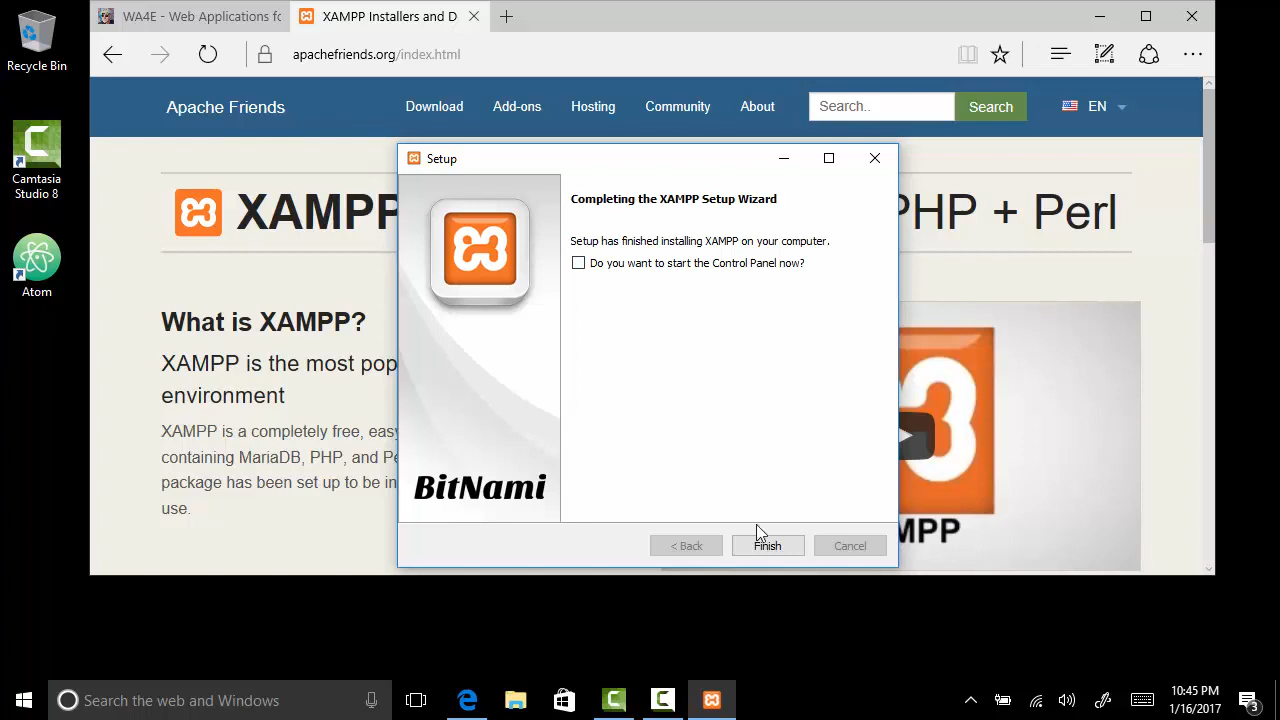 Recycle Bin
Camtasia
Studio 8
Atom
WA4E - Web Applications fo
XAMPP Installers and D
apachefriends.org/index.html
Apache Friends
Download
Add-ons
Hosting
Community
About
Search..
Search
EN
XAMPP
PHP + Perl
What is XAMPP?
XAMPP is the most pop
environment
XAMPP is a completely free, easy
containing MariaDB, PHP, and Pe
package has been set up to be in
use.
MPP
Setup
Completing the XAMPP Setup Wizard
Setup has finished installing XAMPP on your computer.
Do you want to start the Control Panel now?
BitNami
< Back
Finish
Cancel
Search the web and Windows
10:45 PM
1/16/2017
3